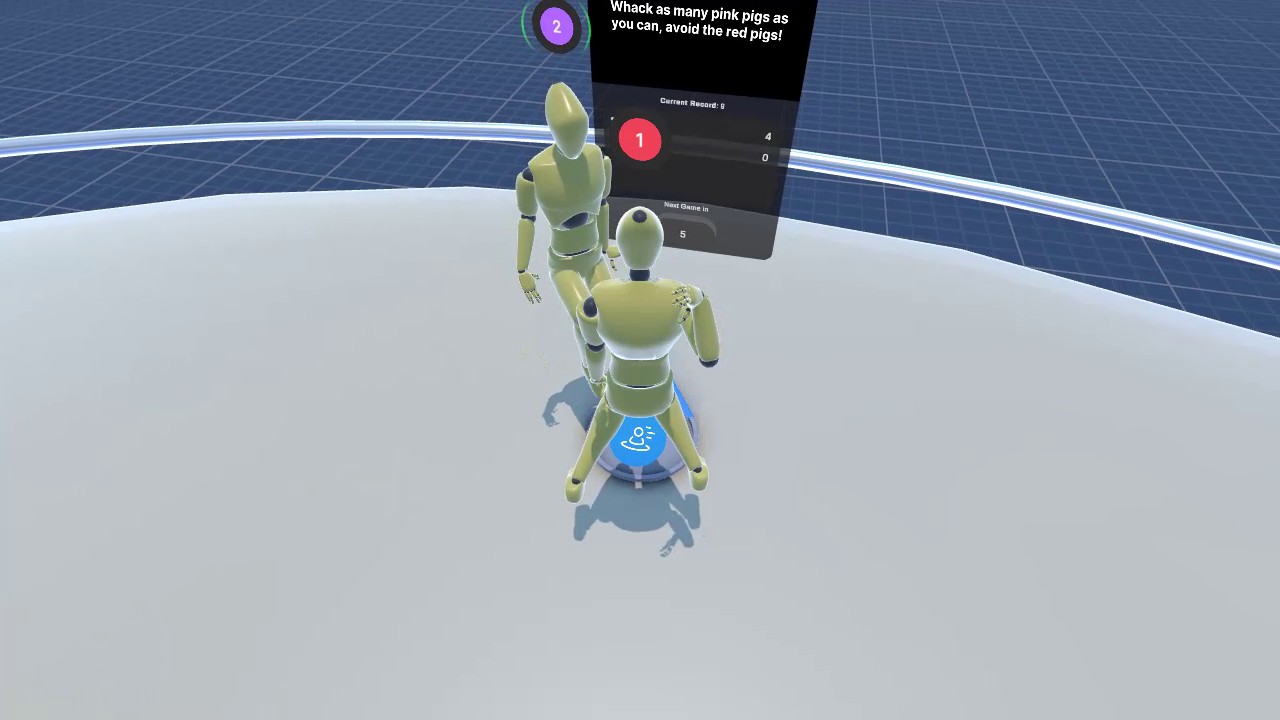 2
Whack as many pink pigs as
you can, avoid the red pigs!
Current Record: 9
1
4
0
Next Game in
5